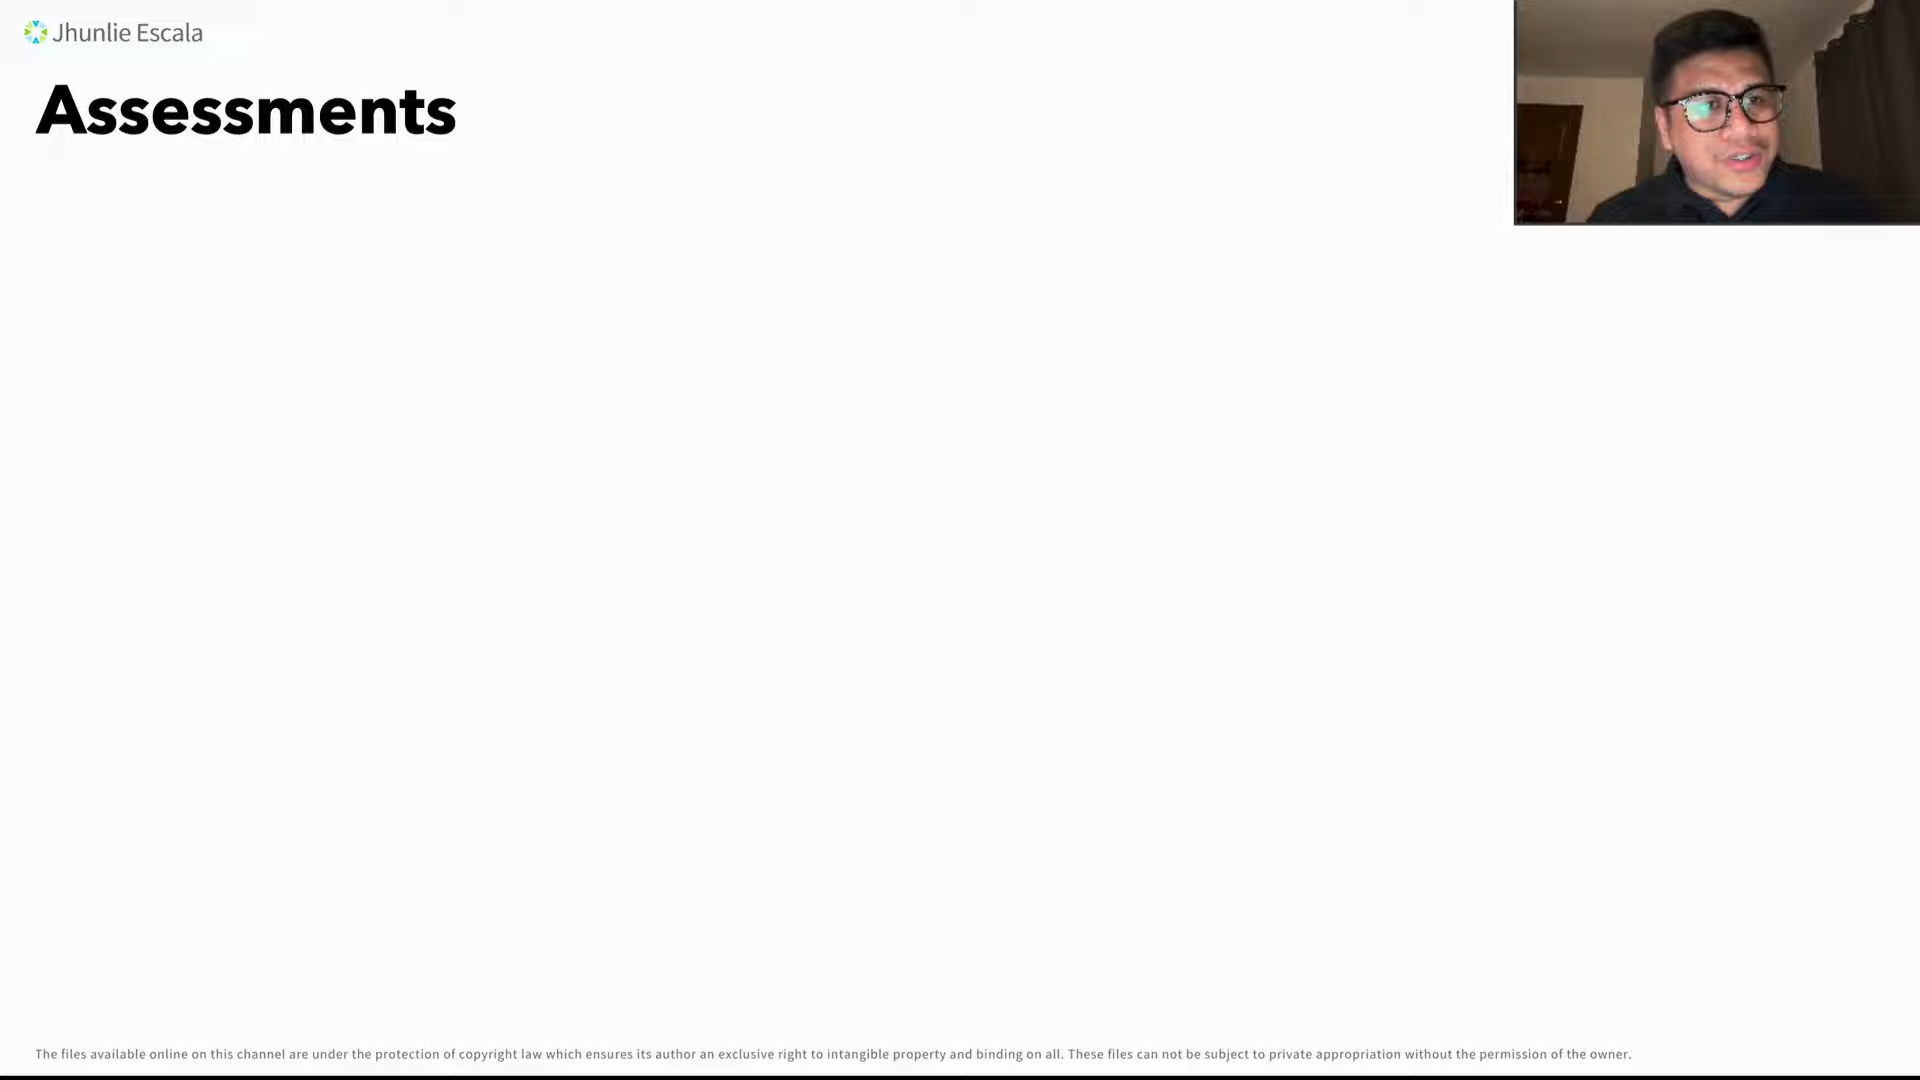 Jhunlie Escala
Assessments
The files available online on this channel are under the protection of copyright law which ensures its author an exclusive right to intangible property and binding on all. These files can not be subject to private appropriation without the permission of the owner.